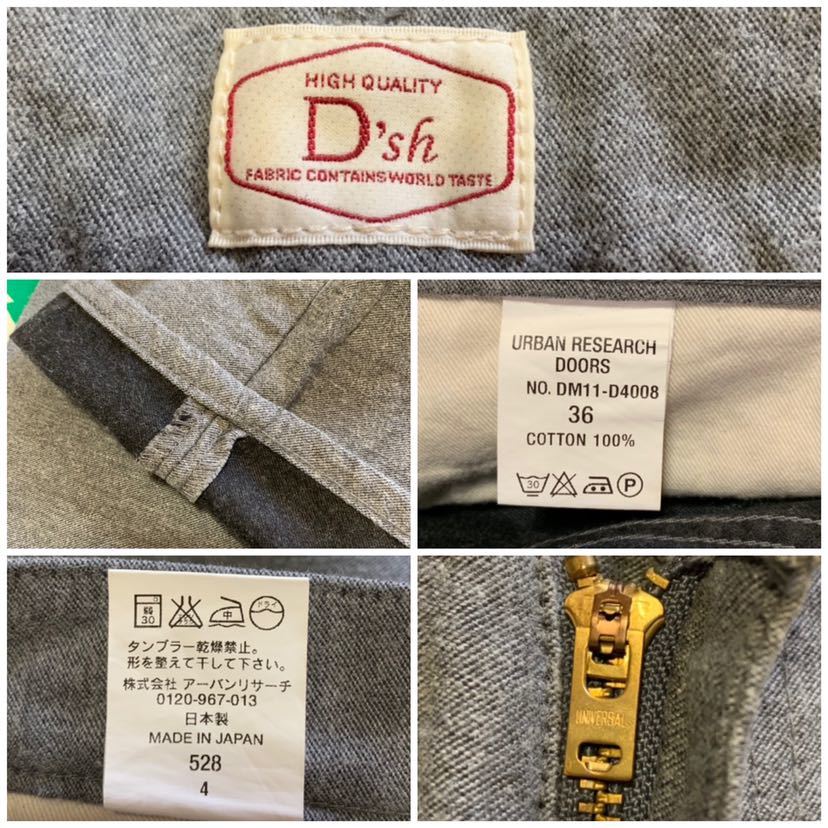 HIGH QUALITY
D'sh
FABRIC CONTAINS WORLD TASTE
URBAN RESEARCH
DOORS
NO. DM11-D4008
36
COTTON 100%
30
P
KG
30
中
ドライ
タンブラー乾燥禁止。
形を整えて干して下さい。
株式会社 アーバンリサーチ
0120-967-013
日本製
MADE IN JAPAN
528
4
UNIVERSAL